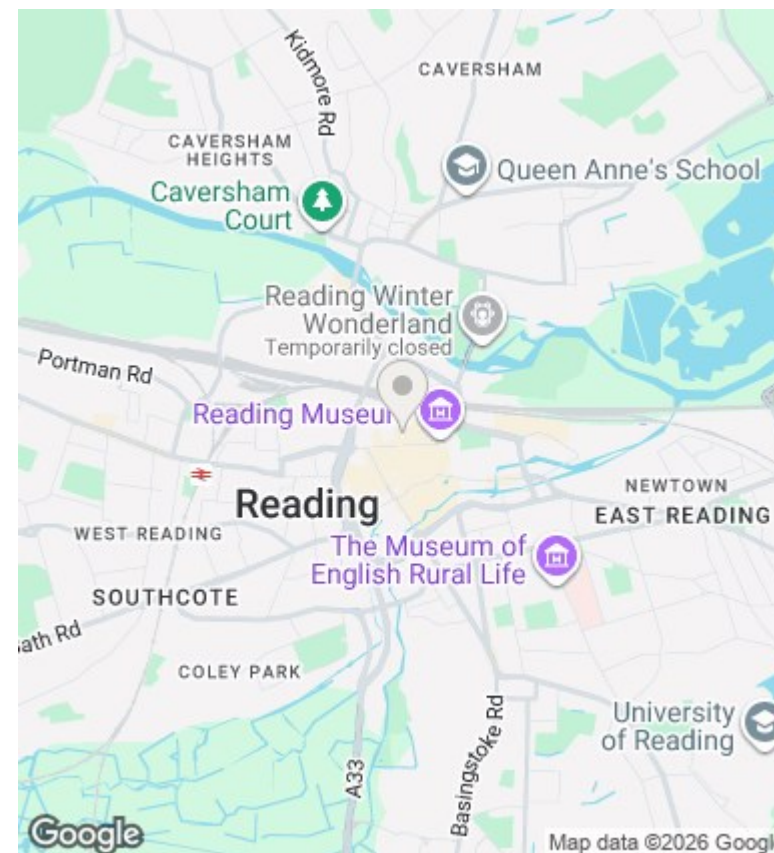 Kidmore Rd
CAVERSHAM
CAVERSHAM
HEIGHTS
Queen Anne's School
Caversham
Court
Reading Winter
Wonderland
Temporarily closed
Portman Rd
Reading Museu
NEWTOWN
Reading
EAST READING
WEST READING
The Museum of
English Rural Life
SOUTHCOTE
ath Rd
COLEY PARK
University
of Reading
A33
Basingstoke Rd
Google
Map data ©2026 Googl